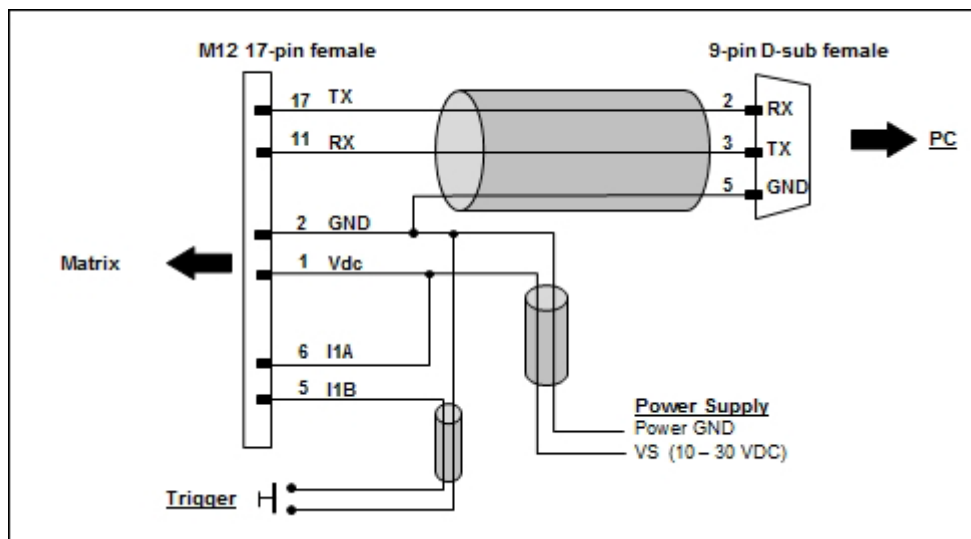 M12 17-pin female
9-pin D-sub female
17 TX
2 RX
11 RX
3 TX
PC
5 GND
2 GND
Matrix
1 Vdc
6 I1A
5 I1B
Power Supply
Power GND
VS (10 – 30 VDC)
Trigger